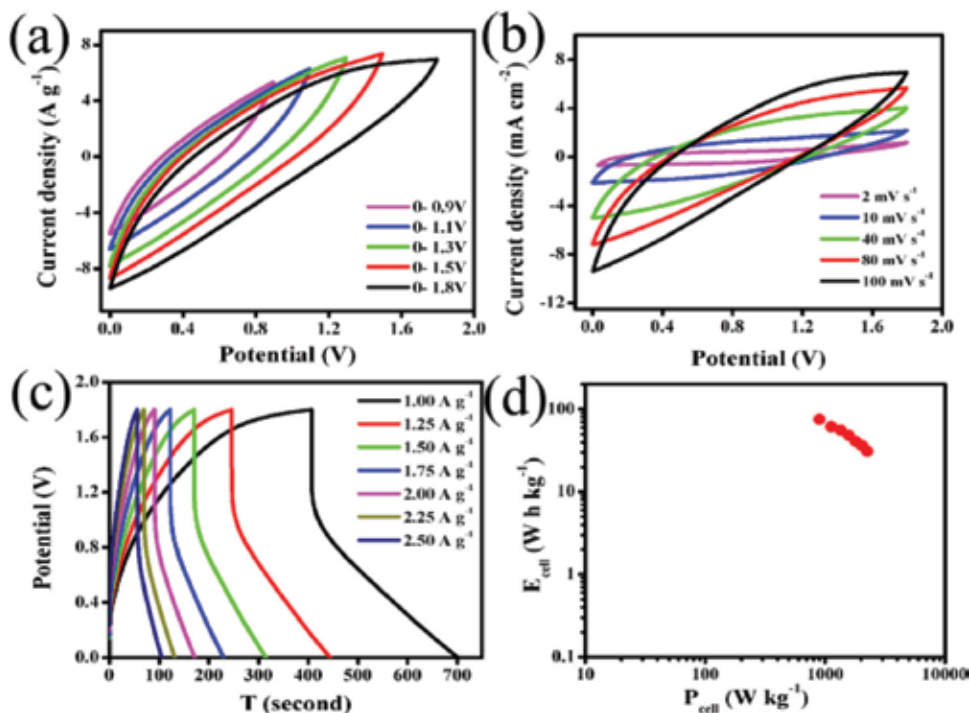 (a)
Current density (A g⁻¹)
8
4
0
-4
-8
0.0 0.4 0.8 1.2 1.6 2.0
Potential (V)
0- 0.9V
0- 1.1V
0- 1.3V
0- 1.5V
0- 1.8V
(b)
Current density (mA cm⁻²)
8
4
0
-4
-8
-12
0.0 0.4 0.8 1.2 1.6 2.0
Potential (V)
2 mV s⁻¹
10 mV s⁻¹
40 mV s⁻¹
80 mV s⁻¹
100 mV s⁻¹
(c)
Potential (V)
2.0
1.8
1.2
0.6
0.0
0 100 200 300 400 500 600 700
T (second)
1.00 A g⁻¹
1.25 A g⁻¹
1.50 A g⁻¹
1.75 A g⁻¹
2.00 A g⁻¹
2.25 A g⁻¹
2.50 A g⁻¹
(d)
E_cell (W h kg⁻¹)
100
10
1
0.1
10 100 1000 10000
P_cell (W kg⁻¹)